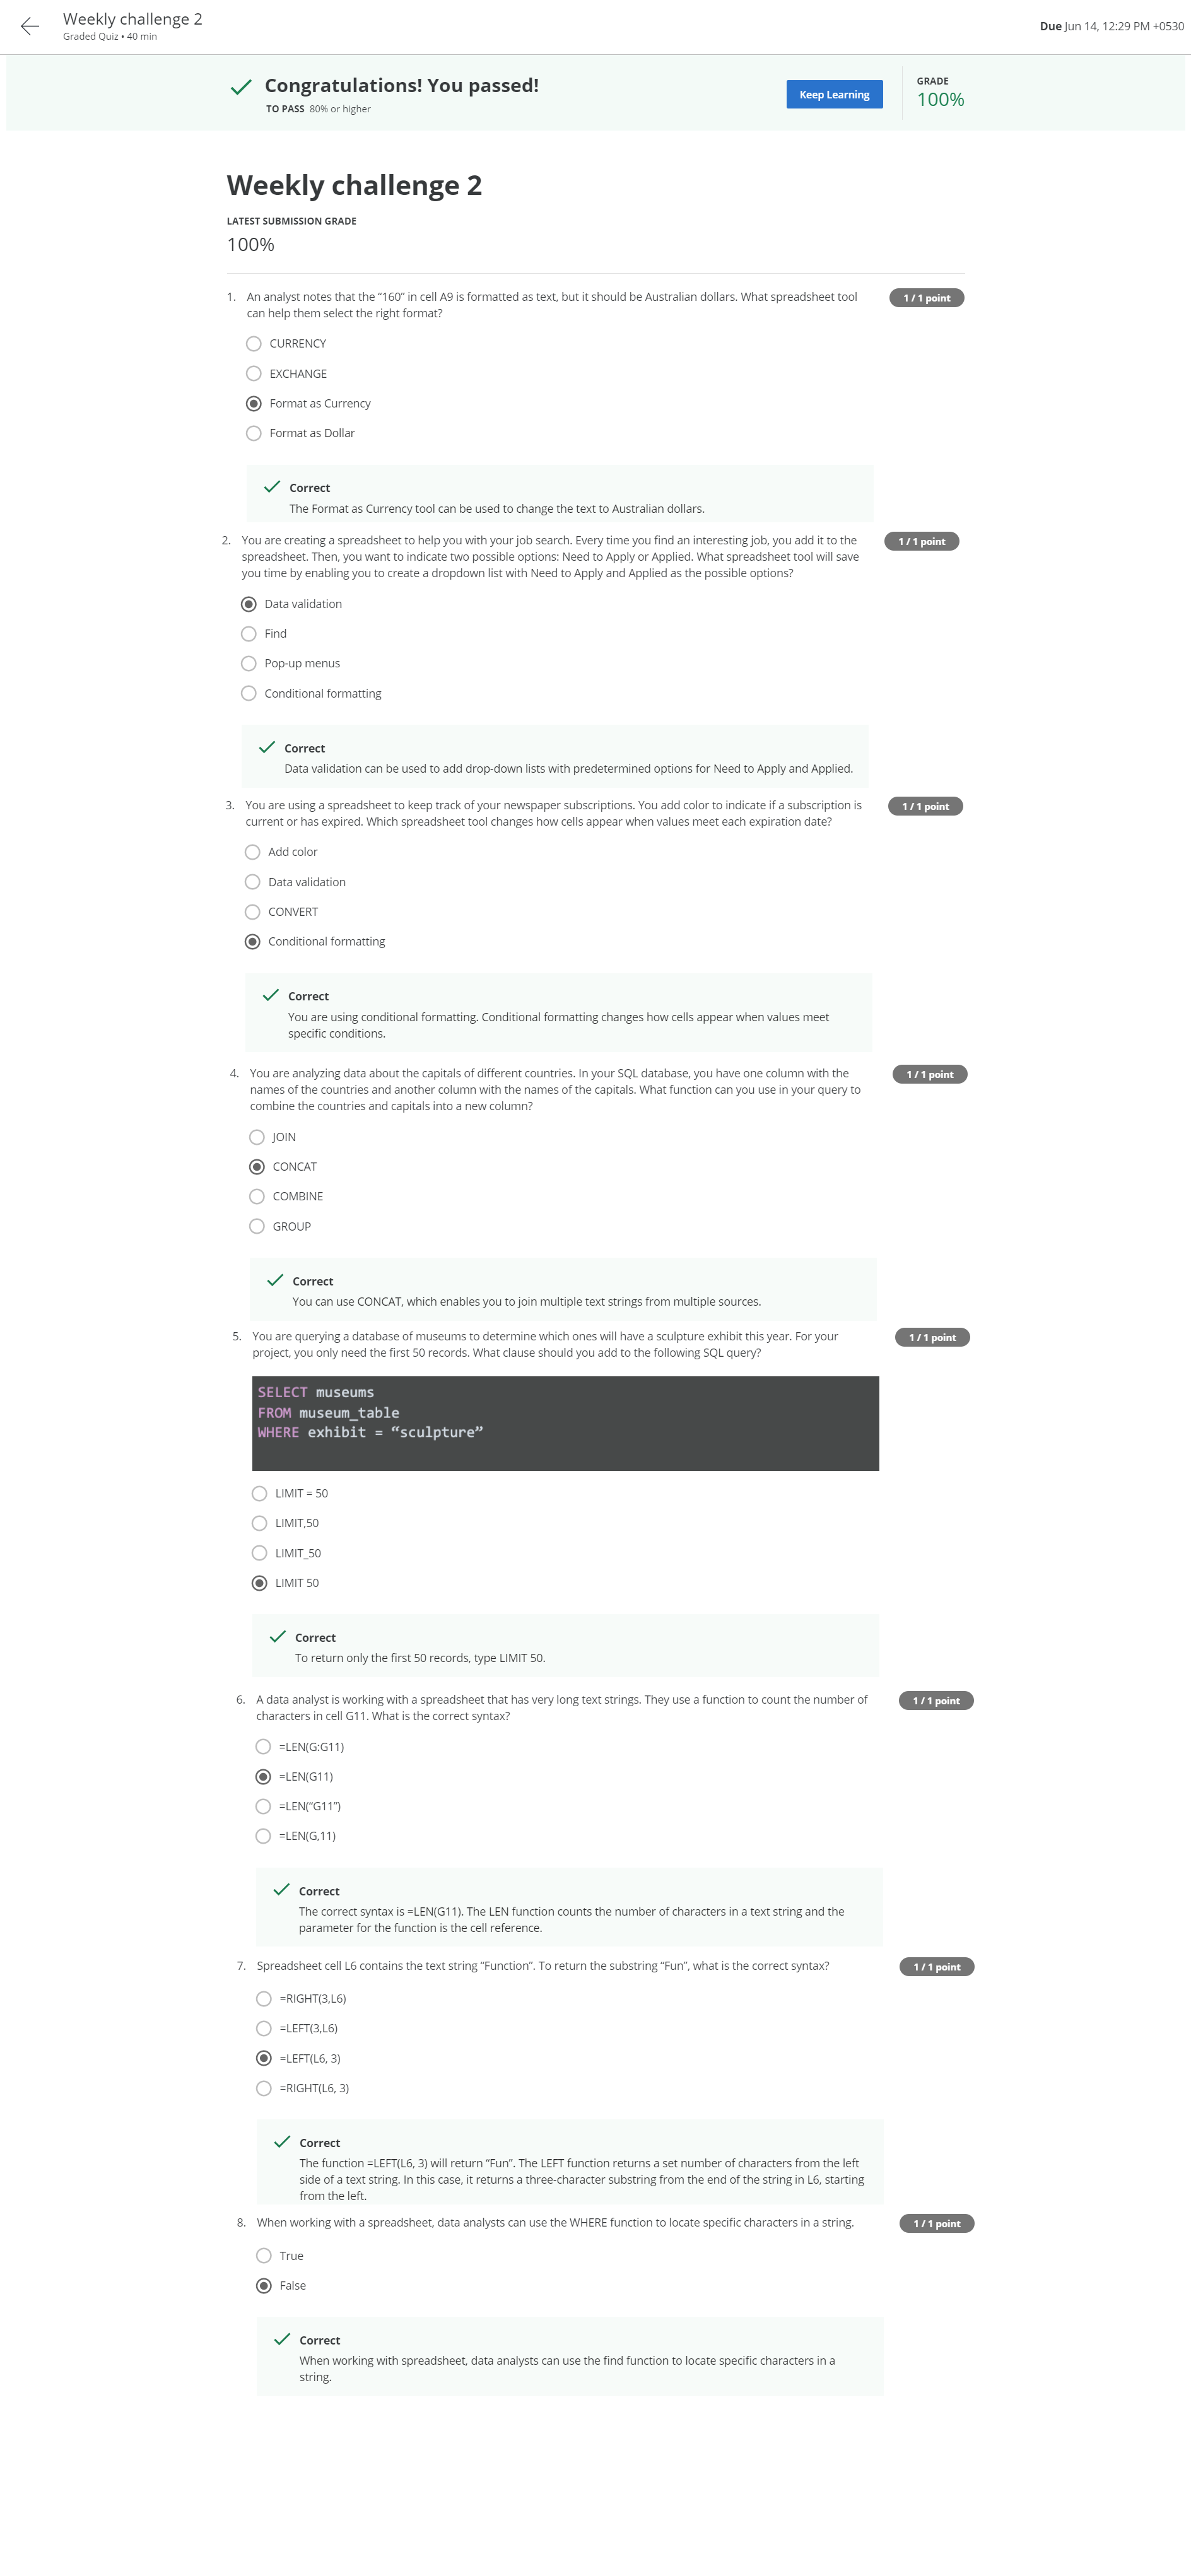 Weekly challenge 2
Graded Quiz • 40 min
Due Jun 14, 12:29 PM +0530
Congratulations! You passed!
TO PASS 80% or higher
Keep Learning
GRADE
100%
Weekly challenge 2
LATEST SUBMISSION GRADE
100%
1. An analyst notes that the “160” in cell A9 is formatted as text, but it should be Australian dollars. What spreadsheet tool
can help them select the right format?
1 / 1 point
CURRENCY
EXCHANGE
Format as Currency
Format as Dollar
Correct
The Format as Currency tool can be used to change the text to Australian dollars.
2. You are creating a spreadsheet to help you with your job search. Every time you find an interesting job, you add it to the
spreadsheet. Then, you want to indicate two possible options: Need to Apply or Applied. What spreadsheet tool will save
you time by enabling you to create a dropdown list with Need to Apply and Applied as the possible options?
1 / 1 point
Data validation
Find
Pop-up menus
Conditional formatting
Correct
Data validation can be used to add drop-down lists with predetermined options for Need to Apply and Applied.
3. You are using a spreadsheet to keep track of your newspaper subscriptions. You add color to indicate if a subscription is
current or has expired. Which spreadsheet tool changes how cells appear when values meet each expiration date?
1 / 1 point
Add color
Data validation
CONVERT
Conditional formatting
Correct
You are using conditional formatting. Conditional formatting changes how cells appear when values meet
specific conditions.
4. You are analyzing data about the capitals of different countries. In your SQL database, you have one column with the
names of the countries and another column with the names of the capitals. What function can you use in your query to
combine the countries and capitals into a new column?
1 / 1 point
JOIN
CONCAT
COMBINE
GROUP
Correct
You can use CONCAT, which enables you to join multiple text strings from multiple sources.
5. You are querying a database of museums to determine which ones will have a sculpture exhibit this year. For your
project, you only need the first 50 records. What clause should you add to the following SQL query?
1 / 1 point
SELECT museums
FROM museum_table
WHERE exhibit = “sculpture”
LIMIT = 50
LIMIT,50
LIMIT_50
LIMIT 50
Correct
To return only the first 50 records, type LIMIT 50.
6. A data analyst is working with a spreadsheet that has very long text strings. They use a function to count the number of
characters in cell G11. What is the correct syntax?
1 / 1 point
=LEN(G:G11)
=LEN(G11)
=LEN(“G11”)
=LEN(G,11)
Correct
The correct syntax is =LEN(G11). The LEN function counts the number of characters in a text string and the
parameter for the function is the cell reference.
7. Spreadsheet cell L6 contains the text string “Function”. To return the substring “Fun”, what is the correct syntax?
1 / 1 point
=RIGHT(3,L6)
=LEFT(3,L6)
=LEFT(L6, 3)
=RIGHT(L6, 3)
Correct
The function =LEFT(L6, 3) will return “Fun”. The LEFT function returns a set number of characters from the left
side of a text string. In this case, it returns a three-character substring from the end of the string in L6, starting
from the left.
8. When working with a spreadsheet, data analysts can use the WHERE function to locate specific characters in a string.
1 / 1 point
True
False
Correct
When working with spreadsheet, data analysts can use the find function to locate specific characters in a
string.